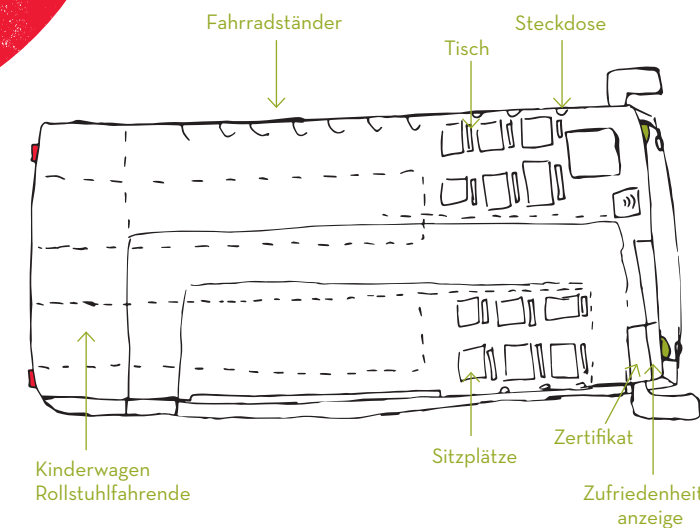 Fahrradständer
Steckdose
Tisch
Zertifikat
Sitzplätze
Kinderwagen
Rollstuhlfahrende
Zufriedenheit
anzeige